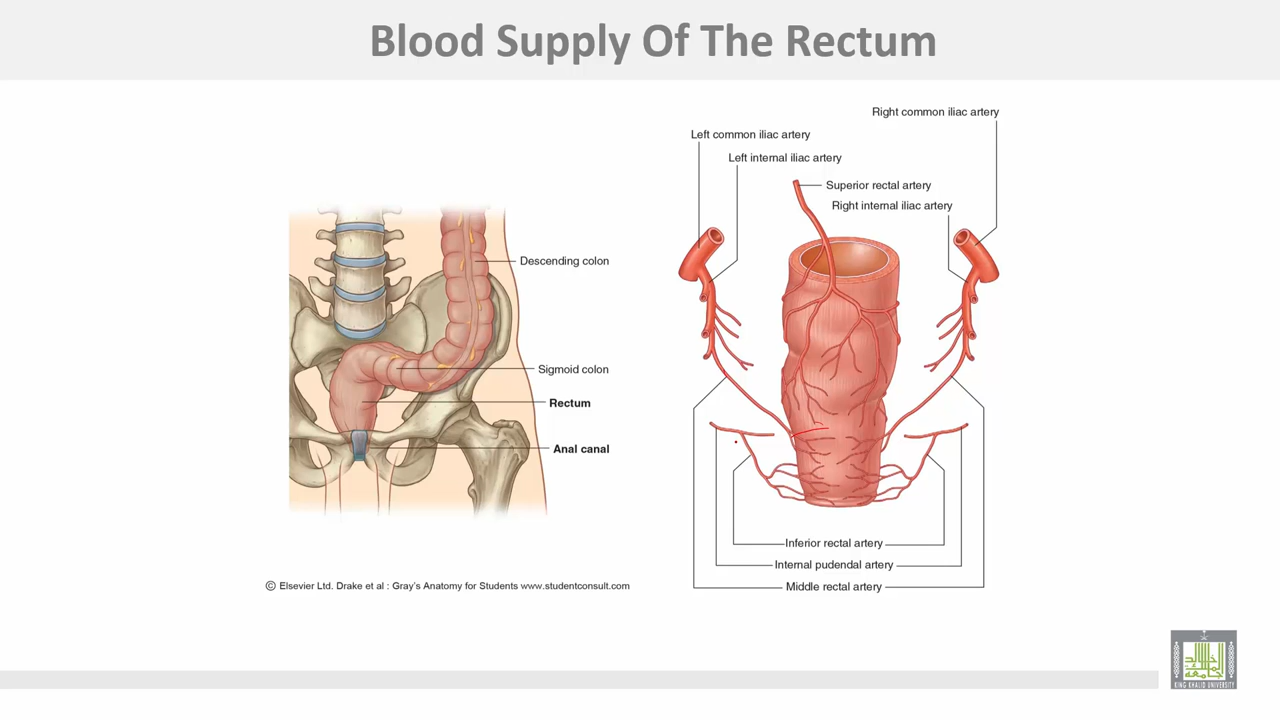 Blood Supply Of The Rectum
Right common iliac artery
Left common iliac artery
Left internal iliac artery
Superior rectal artery
Right internal iliac artery
Descending colon
Sigmoid colon
Rectum
Anal canal
Inferior rectal artery
Internal pudendal artery
Middle rectal artery
© Elsevier Ltd. Drake et al : Gray's Anatomy for Students www.studentconsult.com
KING KHALID UNIVERSITY